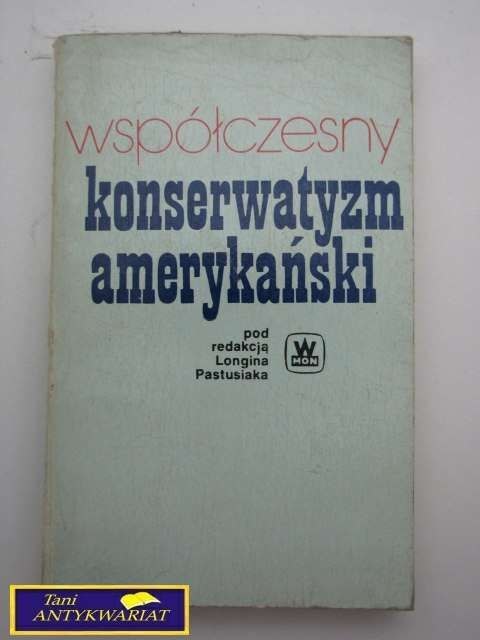 współczesny
konserwatyzm
amerykański
pod
redakcją
Longina
Pastusiaka
W
MON
Tani
ANTYKWARIAT